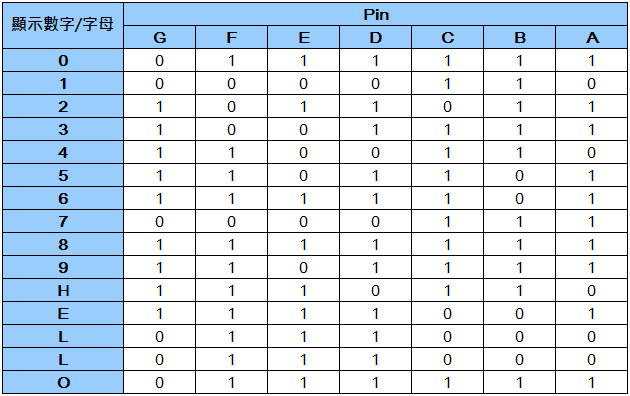 顯示數字/字母 Pin
G F E D C B A
0 0 1 1 1 1 1 1
1 0 0 0 0 1 1 0
2 1 0 1 1 0 1 1
3 1 0 0 1 1 1 1
4 1 1 0 0 1 1 0
5 1 1 0 1 1 0 1
6 1 1 1 1 1 0 1
7 0 0 0 0 1 1 1
8 1 1 1 1 1 1 1
9 1 1 0 1 1 1 1
H 1 1 1 0 1 1 0
E 1 1 1 1 0 0 1
L 0 1 1 1 0 0 0
L 0 1 1 1 0 0 0
O 0 1 1 1 1 1 1